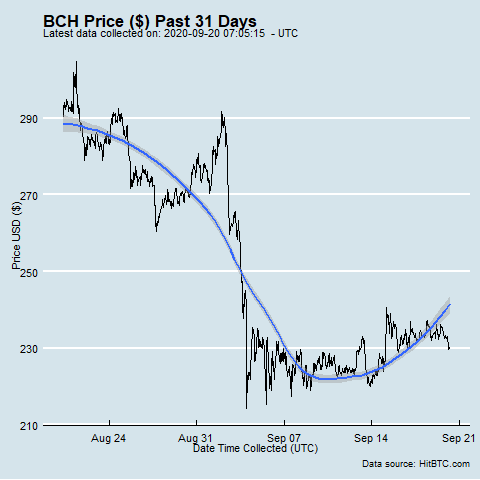 BCH Price ($) Past 31 Days
Latest data collected on: 2020-09-20 07:05:15 - UTC
Price USD ($)
290
270
250
230
210
Aug 24 Aug 31 Sep 07 Sep 14 Sep 21
Date Time Collected (UTC)
Data source: HitBTC.com